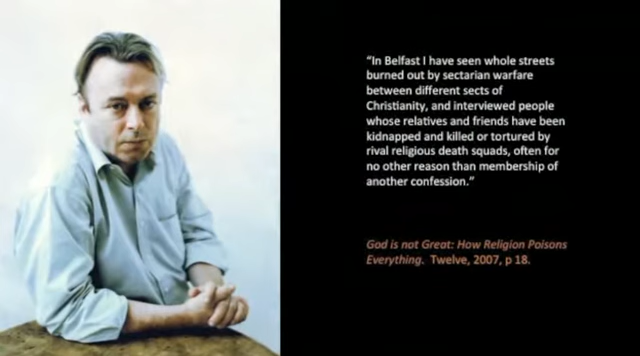 “In Belfast I have seen whole streets
burned out by sectarian warfare
between different sects of
Christianity, and interviewed people
whose relatives and friends have been
kidnapped and killed or tortured by
rival religious death squads, often for
no other reason than membership of
another confession.”
God is not Great: How Religion Poisons
Everything. Twelve, 2007, p 18.